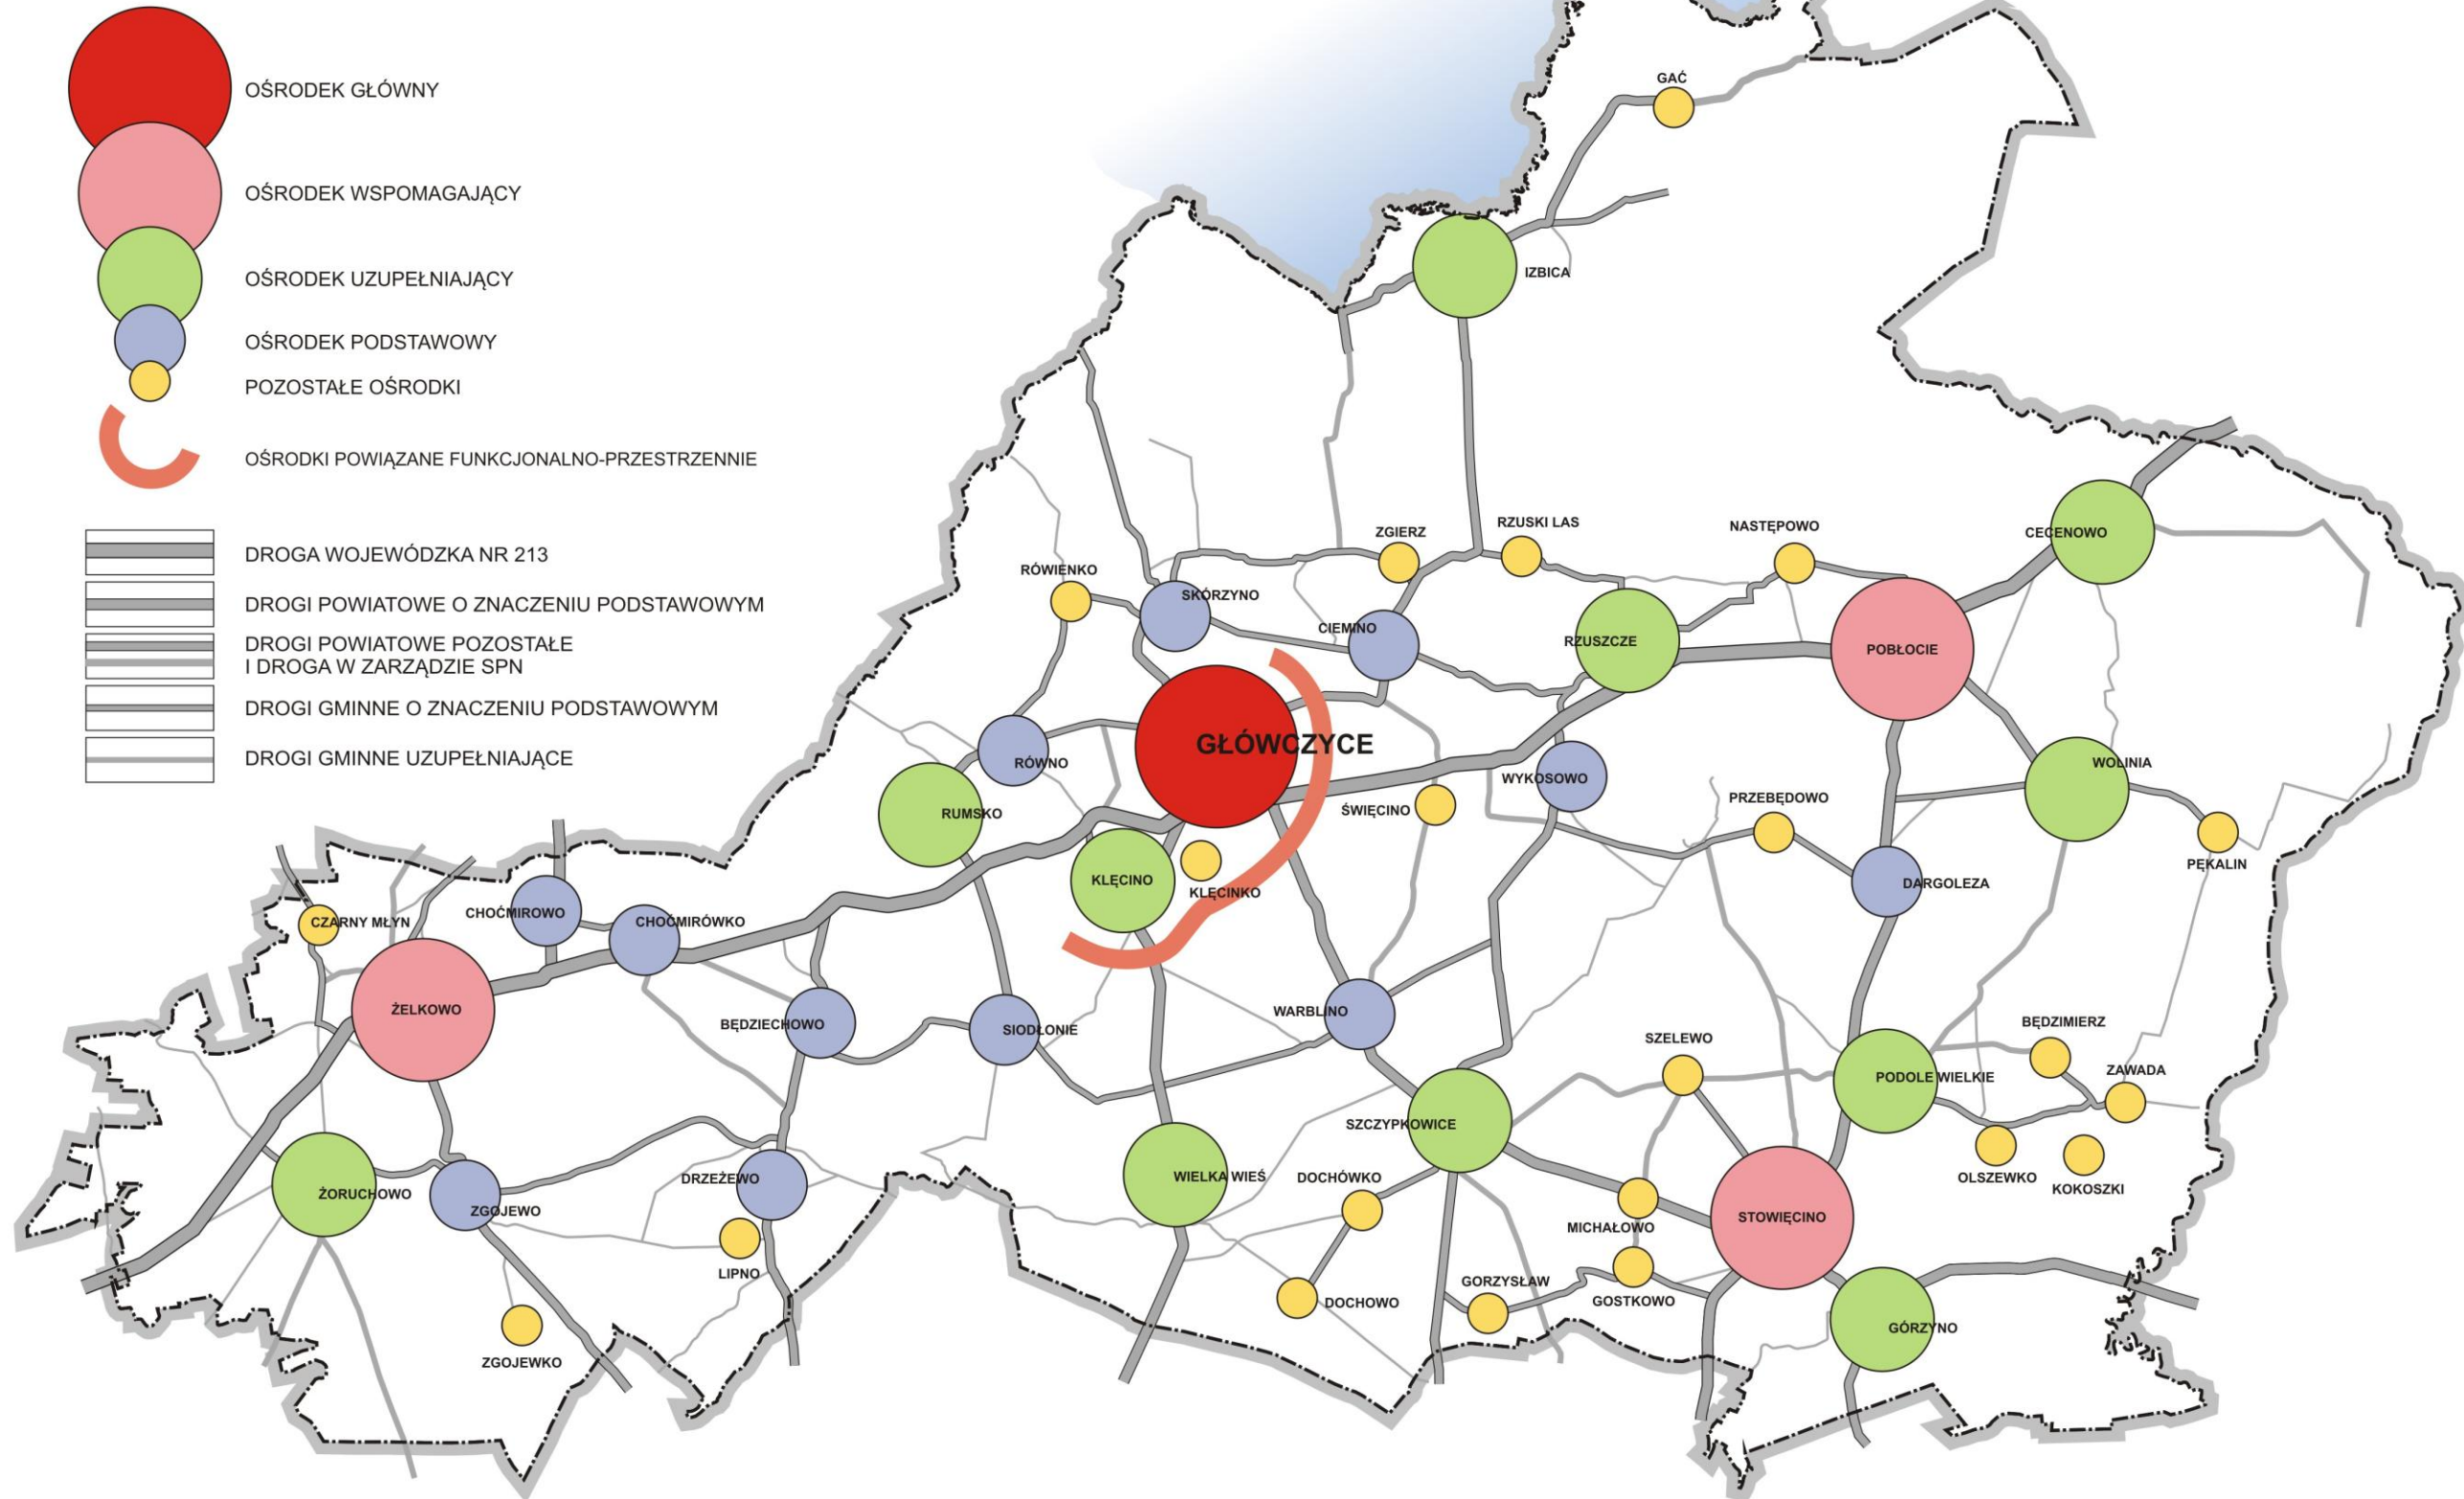 OŚRODEK GŁÓWNY
OŚRODEK WSPOMAGAJĄCY
OŚRODEK UZUPEŁNIAJĄCY
OŚRODEK PODSTAWOWY
POZOSTAŁE OŚRODKI
OŚRODKI POWIĄZANE FUNKCJONALNO-PRZESTRZENNIE
DROGA WOJEWÓDZKA NR 213
DROGI POWIATOWE O ZNACZENIU PODSTAWOWYM
DROGI POWIATOWE POZOSTAŁE
I DROGA W ZARZĄDZIE SPN
DROGI GMINNE O ZNACZENIU PODSTAWOWYM
DROGI GMINNE UZUPEŁNIAJĄCE
GAĆ
IZBICA
RZUSKI LAS
NASTĘPOWO
ZGIERZ
CECENOWO
RÓWIENKO
SKÓRZYNO
CIEMINO
RZUSZCZE
POBŁOCIE
GŁÓWCZYCE
RÓWNO
WOLINIA
WYKOSOWO
PRZEBĘDOWO
ŚWIĘCINO
RUMSKO
PĘKALIN
KLĘCINO
DARGOLEZA
KLĘCINKO
CHOĆMIROWO
CHOĆMIRÓWKO
CZARNY MŁYN
ŻELKOWO
WARBLINO
BĘDZIECHOWO
SIODŁONIE
BĘDZIMIERZ
SZELEWO
ZAWADA
PODOLE WIELKIE
SZCZYPKOWICE
WIELKA WIEŚ
DOCHÓWKO
DRZEŻEWO
OLSZEWKO
KOKOSZKI
ŻORUCHOWO
ZGOJEWO
STOWIĘCINO
MICHAŁOWO
LIPNO
GORZYSŁAW
DOCHOWO
GOSTKOWO
GÓRZYNO
ZGOJEWKO